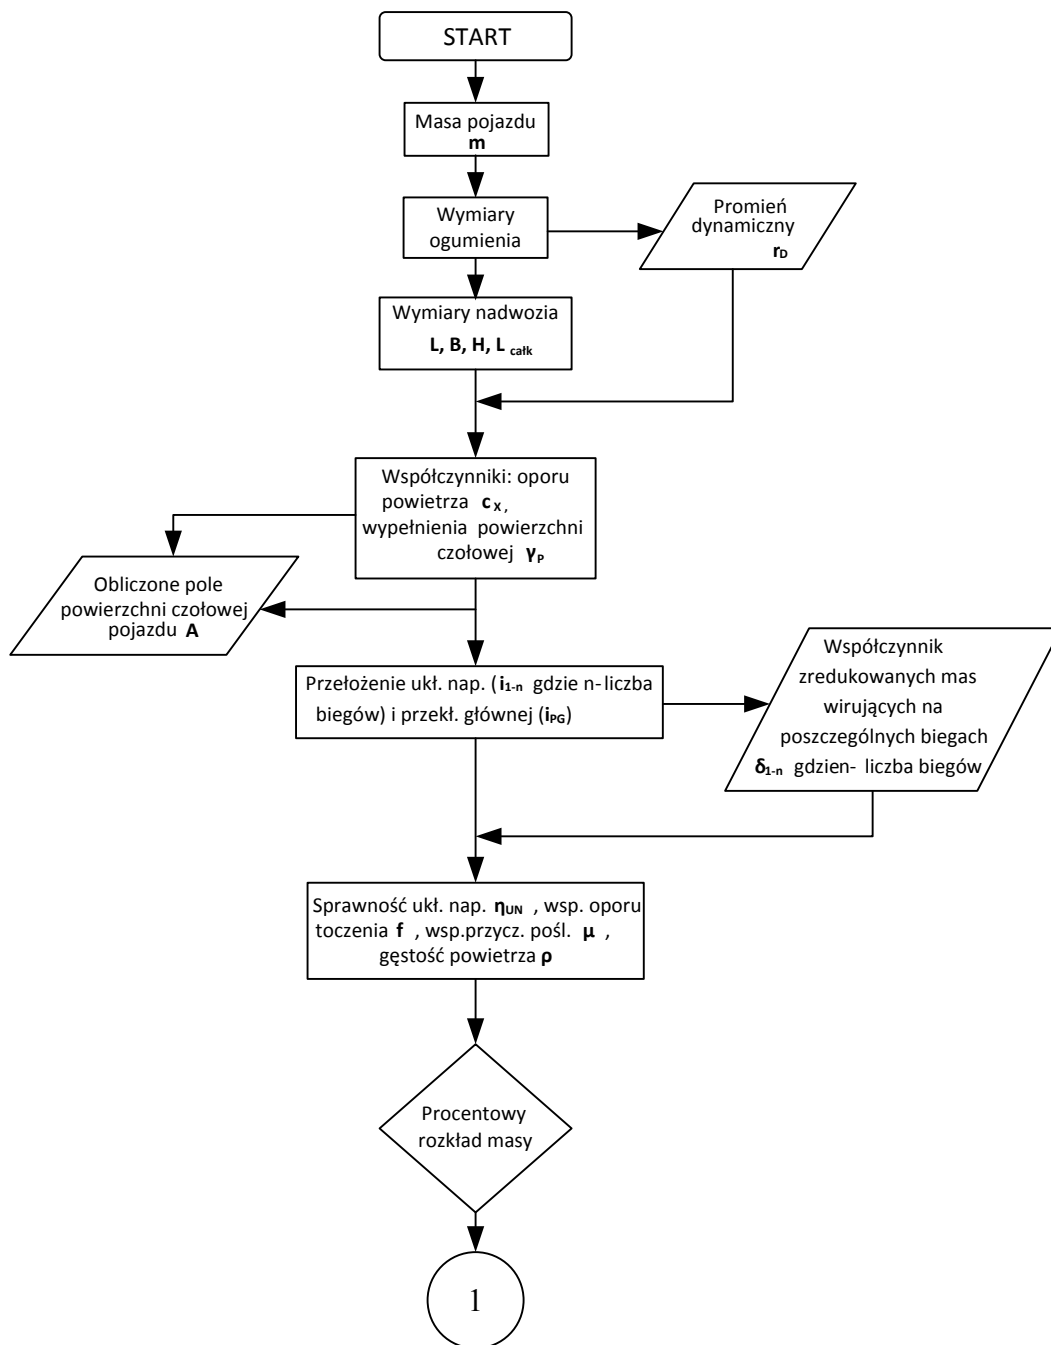 START
Masa pojazdu
m
Wymiary
ogumienia
Promień
dynamiczny
rD
Wymiary nadwozia
L, B, H, L całk
Współczynniki: oporu
powietrza cX,
wypełnienia powierzchni
czołowej γP
Obliczone pole
powierzchni czołowej
pojazdu A
Przełożenie ukł. nap. (i1-n gdzie n-liczba
biegów) i przekł. głównej (iPG)
Współczynnik
zredukowanych mas
wirujących na
poszczególnych biegach
δ1-n gdzien- liczba biegów
Sprawność ukł. nap. ηUN , wsp. oporu
toczenia f , wsp.przycz. pośl. μ ,
gęstość powietrza ρ
Procentowy
rozkład masy
1